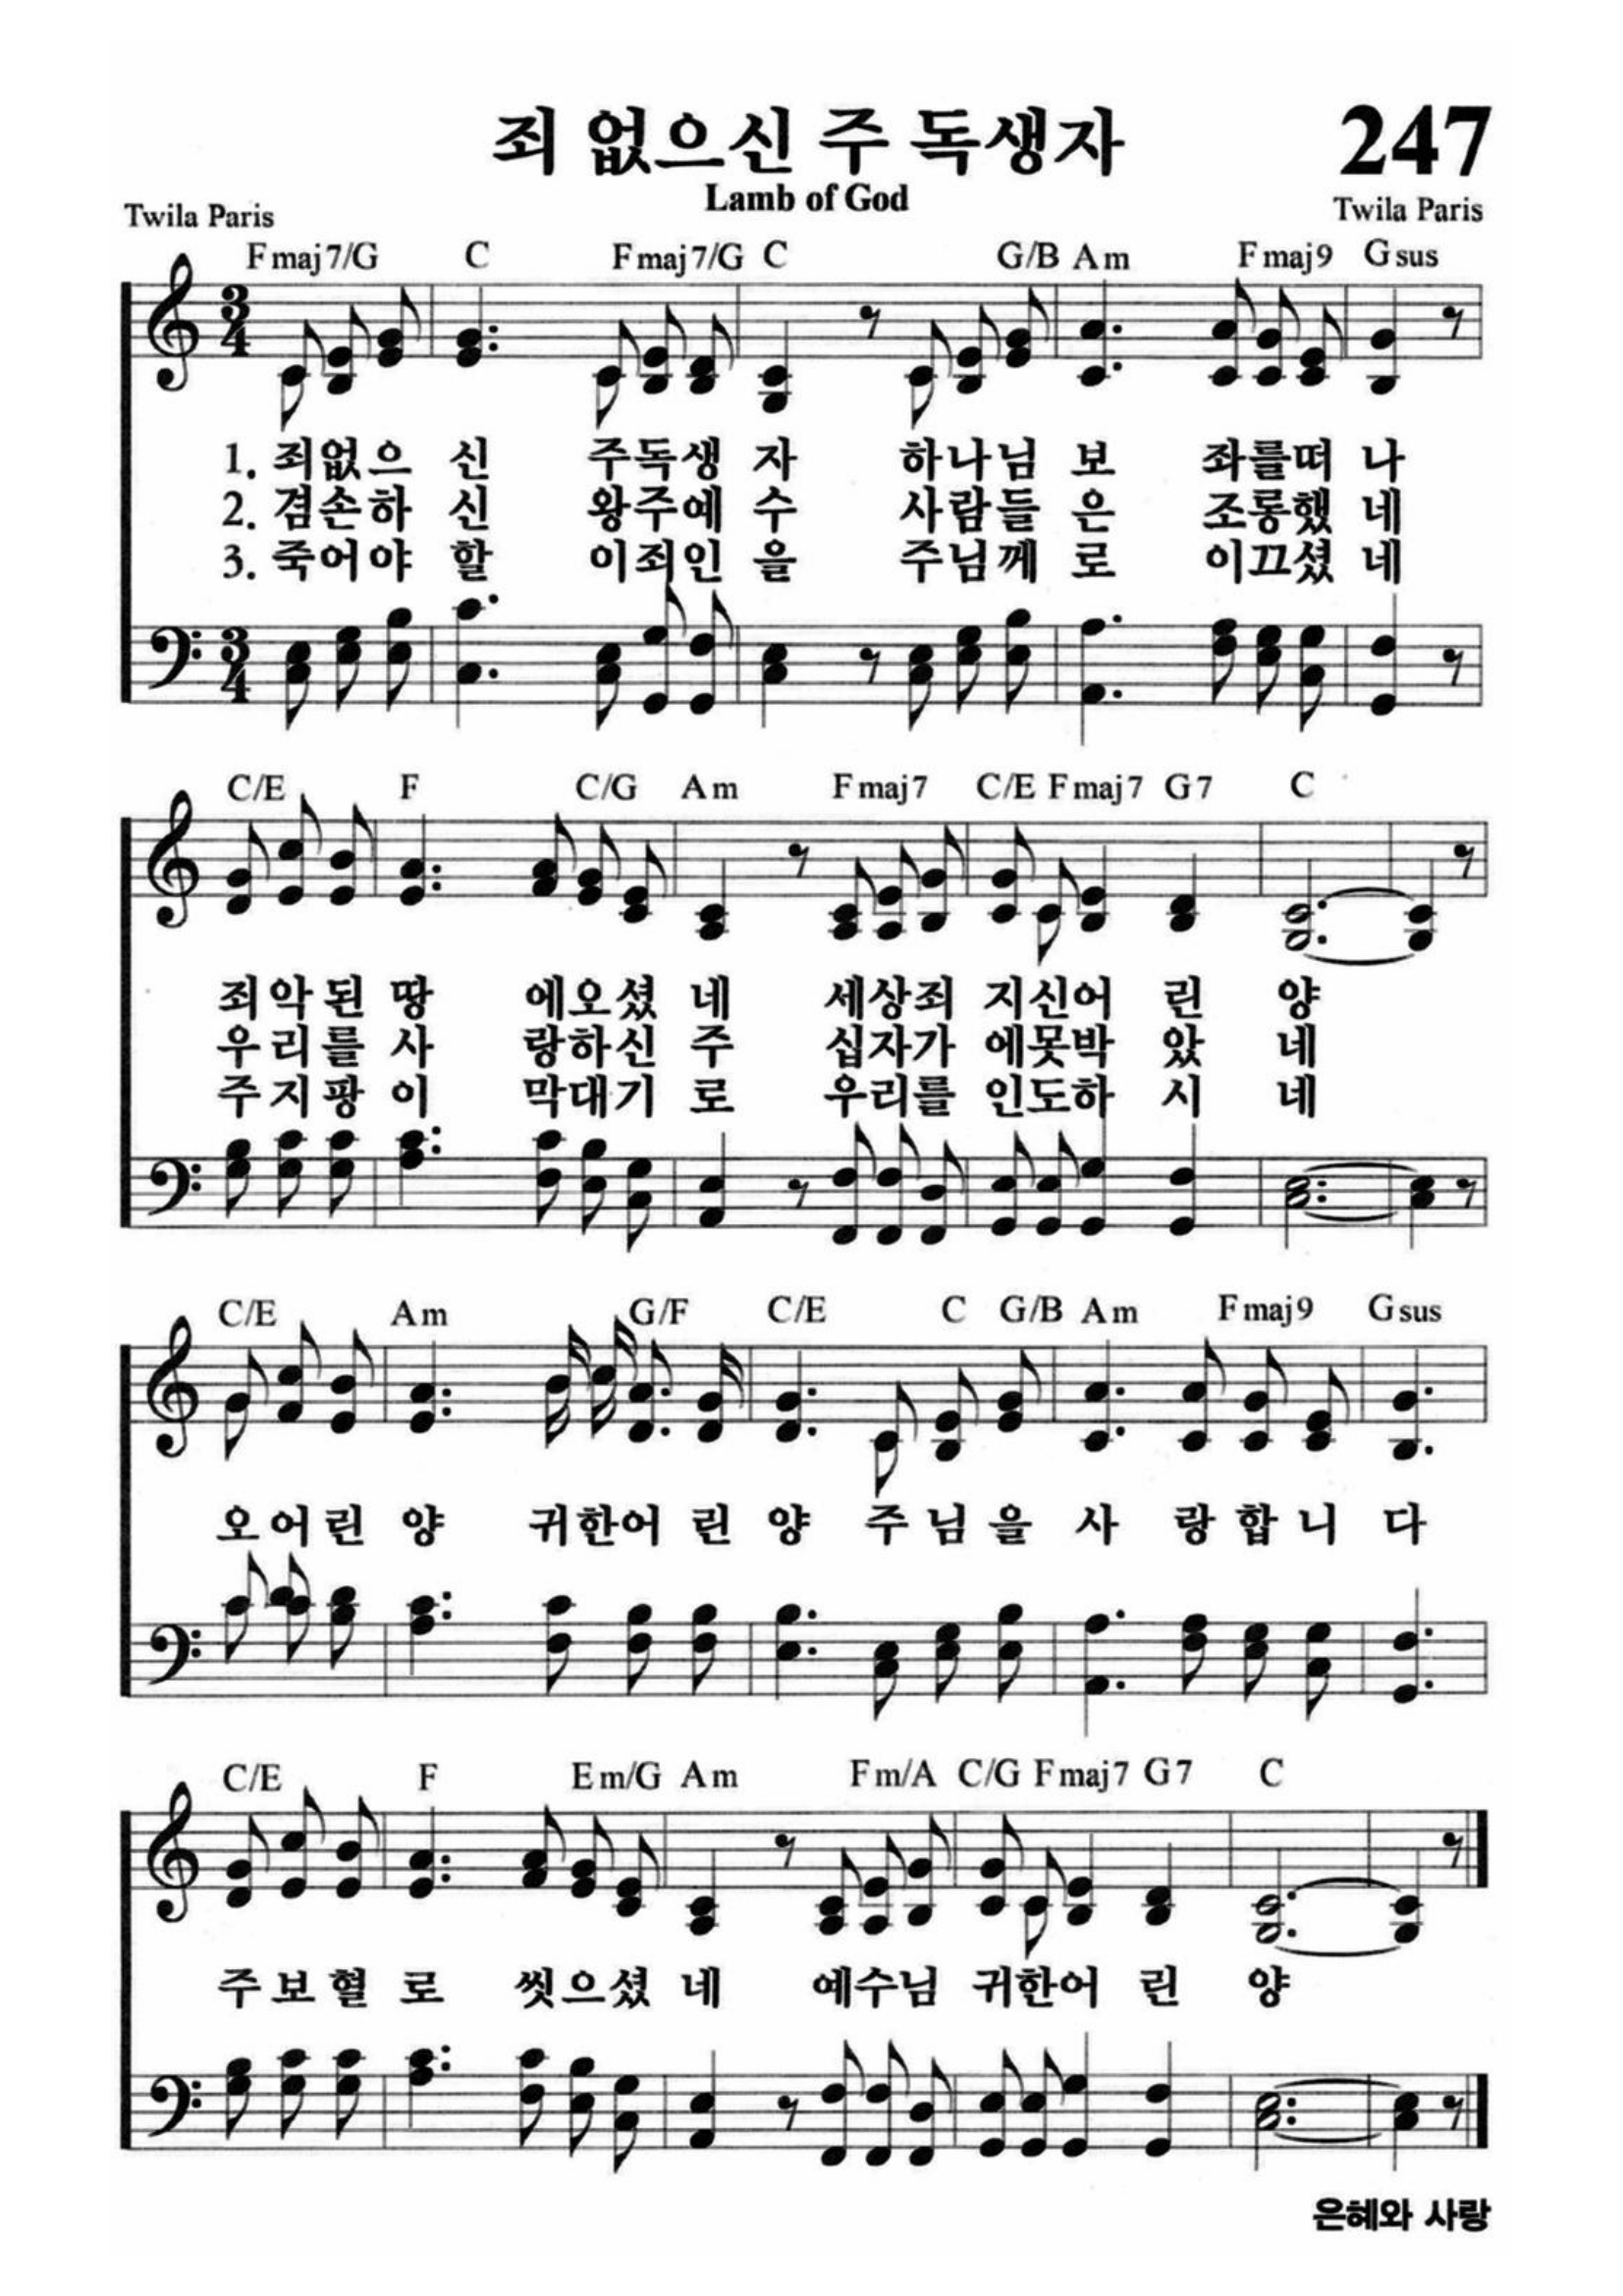 죄 없으신 주 독생자 247
Lamb of God
Twila Paris Twila Paris
Fmaj7/G C Fmaj7/G C G/B Am Fmaj9 Gsus
3 4
1. 죄없으 신 주독생 자 하나님 보 좌를떠 나
2. 겸손하 신 왕주예 수 사람들 은 조롱했 네
3. 죽어야 할 이죄인 을 주님께 로 이끄셨 네
3 4
C/E F C/G Am Fmaj7 C/E Fmaj7 G7 C
죄악된 땅 에오셨 네 세상죄 지신어 린 양
우리를 사 랑하신 주 십자가 에못박 았 네
주지팡 이 막대기 로 우리를 인도하 시 네
C/E Am G/F C/E C G/B Am Fmaj9 Gsus
오어린 양 귀한어 린 양 주 님 을 사 랑 합 니 다
C/E F Em/G Am Fm/A C/G Fmaj7 G7 C
주보혈 로 씻으셨 네 예수님 귀한어 린 양
은혜와 사랑